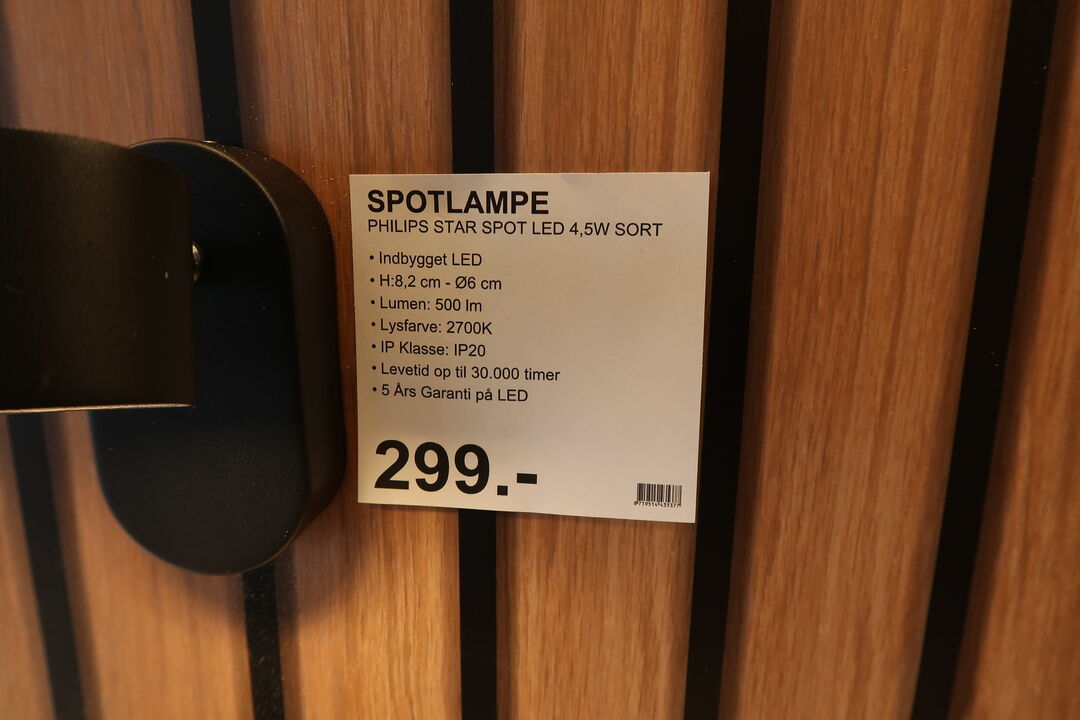 SPOTLAMPE
PHILIPS STAR SPOT LED 4,5W SORT
• Indbygget LED
• H:8,2 cm - Ø6 cm
• Lumen: 500 lm
• Lysfarve: 2700K
• IP Klasse: IP20
• Levetid op til 30.000 timer
• 5 Års Garanti på LED
299.-
8719514435377